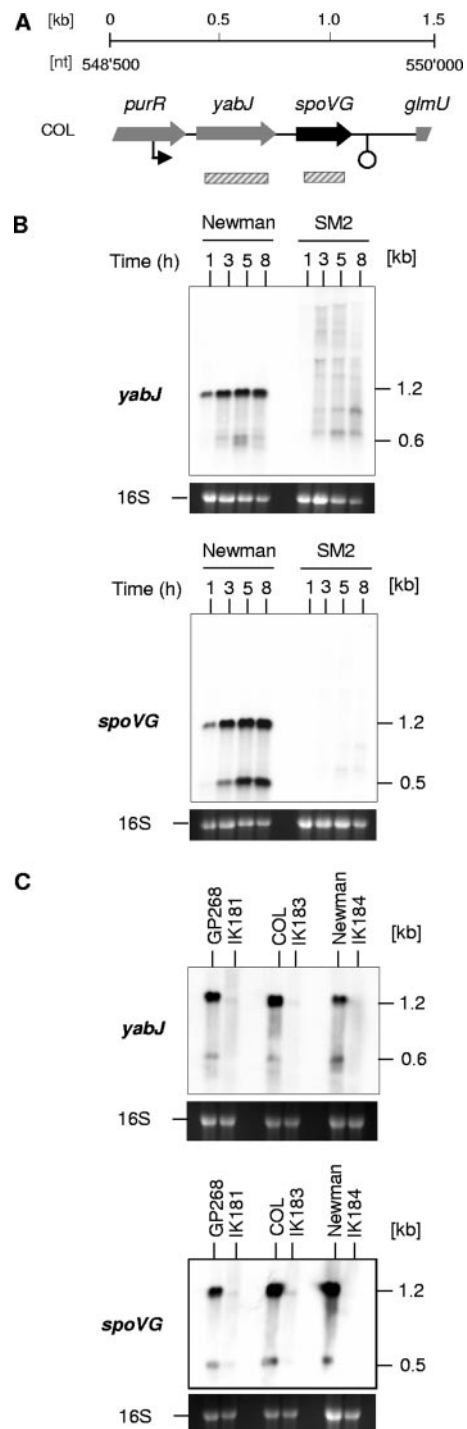 A [kb] 0 0.5 1.0 1.5
[nt] 548'500 550'000
purR yabJ spoVG glmU
COL
B
Newman SM2
Time (h) 1 3 5 8 1 3 5 8 [kb]
yabJ
1.2
0.6
16S
Newman SM2
Time (h) 1 3 5 8 1 3 5 8 [kb]
spoVG
1.2
0.5
16S
C
GP268 IK181 COL IK183 Newman IK184 [kb]
yabJ
1.2
0.6
16S
GP268 IK181 COL IK183 Newman IK184 [kb]
spoVG
1.2
0.5
16S